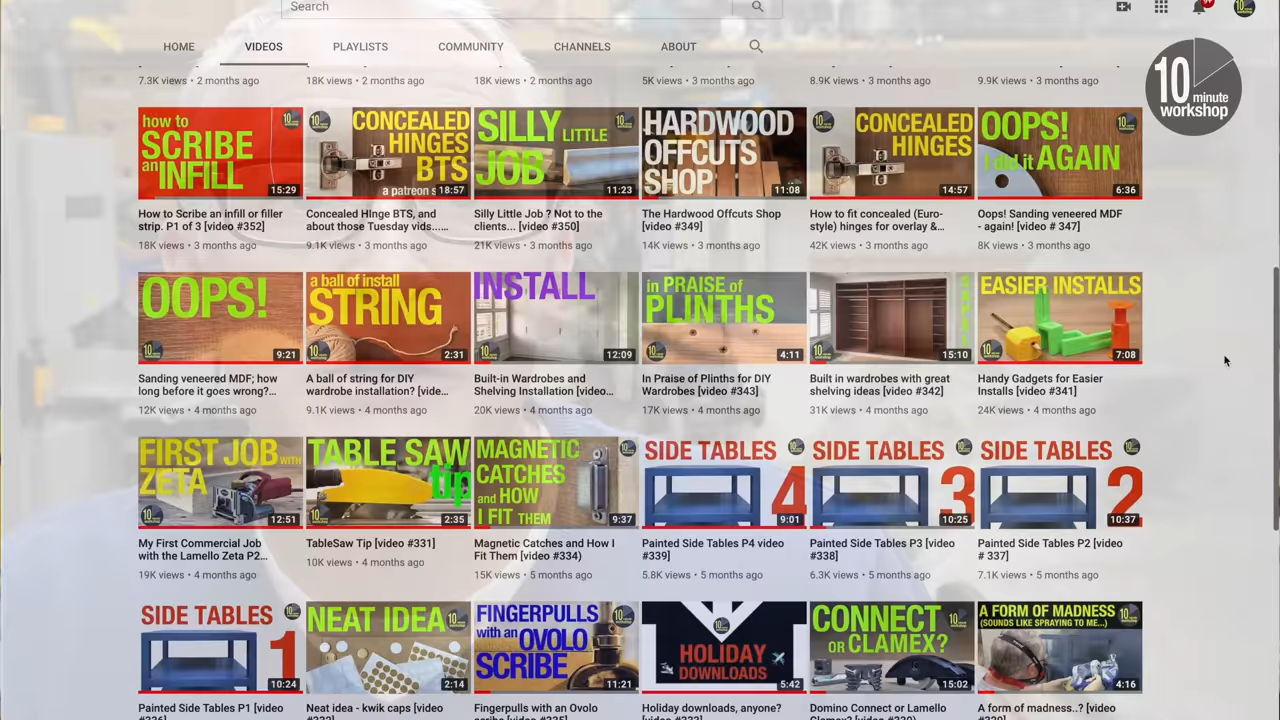 Search
HOME VIDEOS PLAYLISTS COMMUNITY CHANNELS ABOUT
10 minute workshop
7.3K views • 2 months ago
18K views • 2 months ago
18K views • 2 months ago
5K views • 3 months ago
8.9K views • 3 months ago
9.9K views • 3 months ago
how to
SCRIBE
an INFILL
15:29
CONCEALED
HINGES
BTS
a patreon s
18:57
SILLY LITTLE
JOB
11:23
HARDWOOD
OFFCUTS
SHOP
11:08
CONCEALED
HINGES
14:57
OOPS!
I did it AGAIN
6:36
How to Scribe an infill or filler
strip. P1 of 3 [video #352]
18K views • 3 months ago
Concealed HInge BTS, and
about those Tuesday vids...…
9.1K views • 3 months ago
Silly Little Job ? Not to the
clients... [video #350]
21K views • 3 months ago
The Hardwood Offcuts Shop
[video #349]
14K views • 3 months ago
How to fit concealed (Euro-
style) hinges for overlay &…
42K views • 3 months ago
Oops! Sanding veneered MDF
- again! [video # 347]
8K views • 3 months ago
OOPS!
9:21
a ball of install
STRING
2:31
INSTALL
12:09
in PRAISE of
PLINTHS
4:11
15:10
EASIER INSTALLS
7:08
Sanding veneered MDF; how
long before it goes wrong?…
12K views • 4 months ago
A ball of string for DIY
wardrobe installation? [vide…
9.1K views • 4 months ago
Built-in Wardrobes and
Shelving Installation [video…
20K views • 4 months ago
In Praise of Plinths for DIY
Wardrobes [video #343]
17K views • 4 months ago
Built in wardrobes with great
shelving ideas [video #342]
31K views • 4 months ago
Handy Gadgets for Easier
Installs [video #341]
24K views • 4 months ago
FIRST JOB WITH
ZETA
12:51
TABLE SAW
tip
2:35
MAGNETIC
CATCHES
and HOW
I FIT THEM
9:37
SIDE TABLES
4
9:01
SIDE TABLES
3
10:25
SIDE TABLES
2
10:37
My First Commercial Job
with the Lamello Zeta P2…
19K views • 4 months ago
TableSaw Tip [video #331]
10K views • 4 months ago
Magnetic Catches and How I
Fit Them [video #334)
15K views • 5 months ago
Painted Side Tables P4 video
#339]
5.8K views • 5 months ago
Painted Side Tables P3 [video
#338]
6.3K views • 5 months ago
Painted Side Tables P2 [video
# 337]
7.1K views • 5 months ago
SIDE TABLES
1
10:24
NEAT IDEA
2:14
FINGERPULLS
with an OVOLO
SCRIBE
11:21
HOLIDAY
DOWNLOADS
5:42
CONNECT
OR CLAMEX?
15:02
A FORM OF MADNESS
(SOUNDS LIKE SPRAYING TO ME...)
4:16
Painted Side Tables P1 [video
Neat idea - kwik caps [video
Fingerpulls with an Ovolo
Holiday downloads, anyone?
Domino Connect or Lamello
A form of madness..? [video